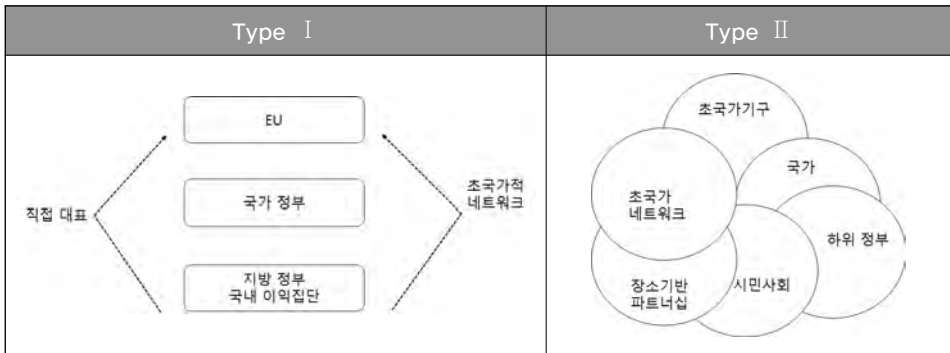 Type Ⅰ
Type Ⅱ
EU
국가 정부
지방 정부
국내 이익집단
직접 대표
초국가적
네트워크
초국가기구
국가
초국가
네트워크
하위 정부
장소기반
파트너십
시민사회